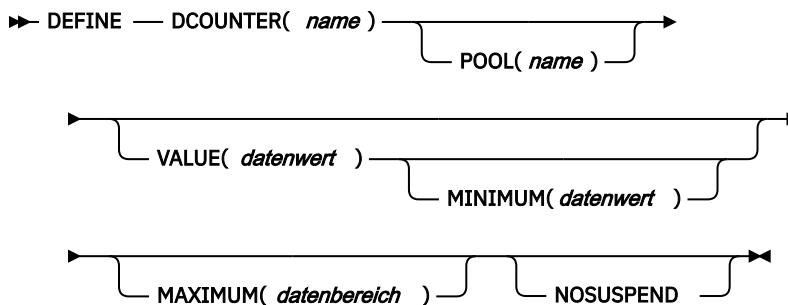 DEFINE DCOUNTER( name )
POOL( name )
VALUE( datenwert )
MINIMUM( datenwert )
MAXIMUM( datenbereich )
NOSUSPEND